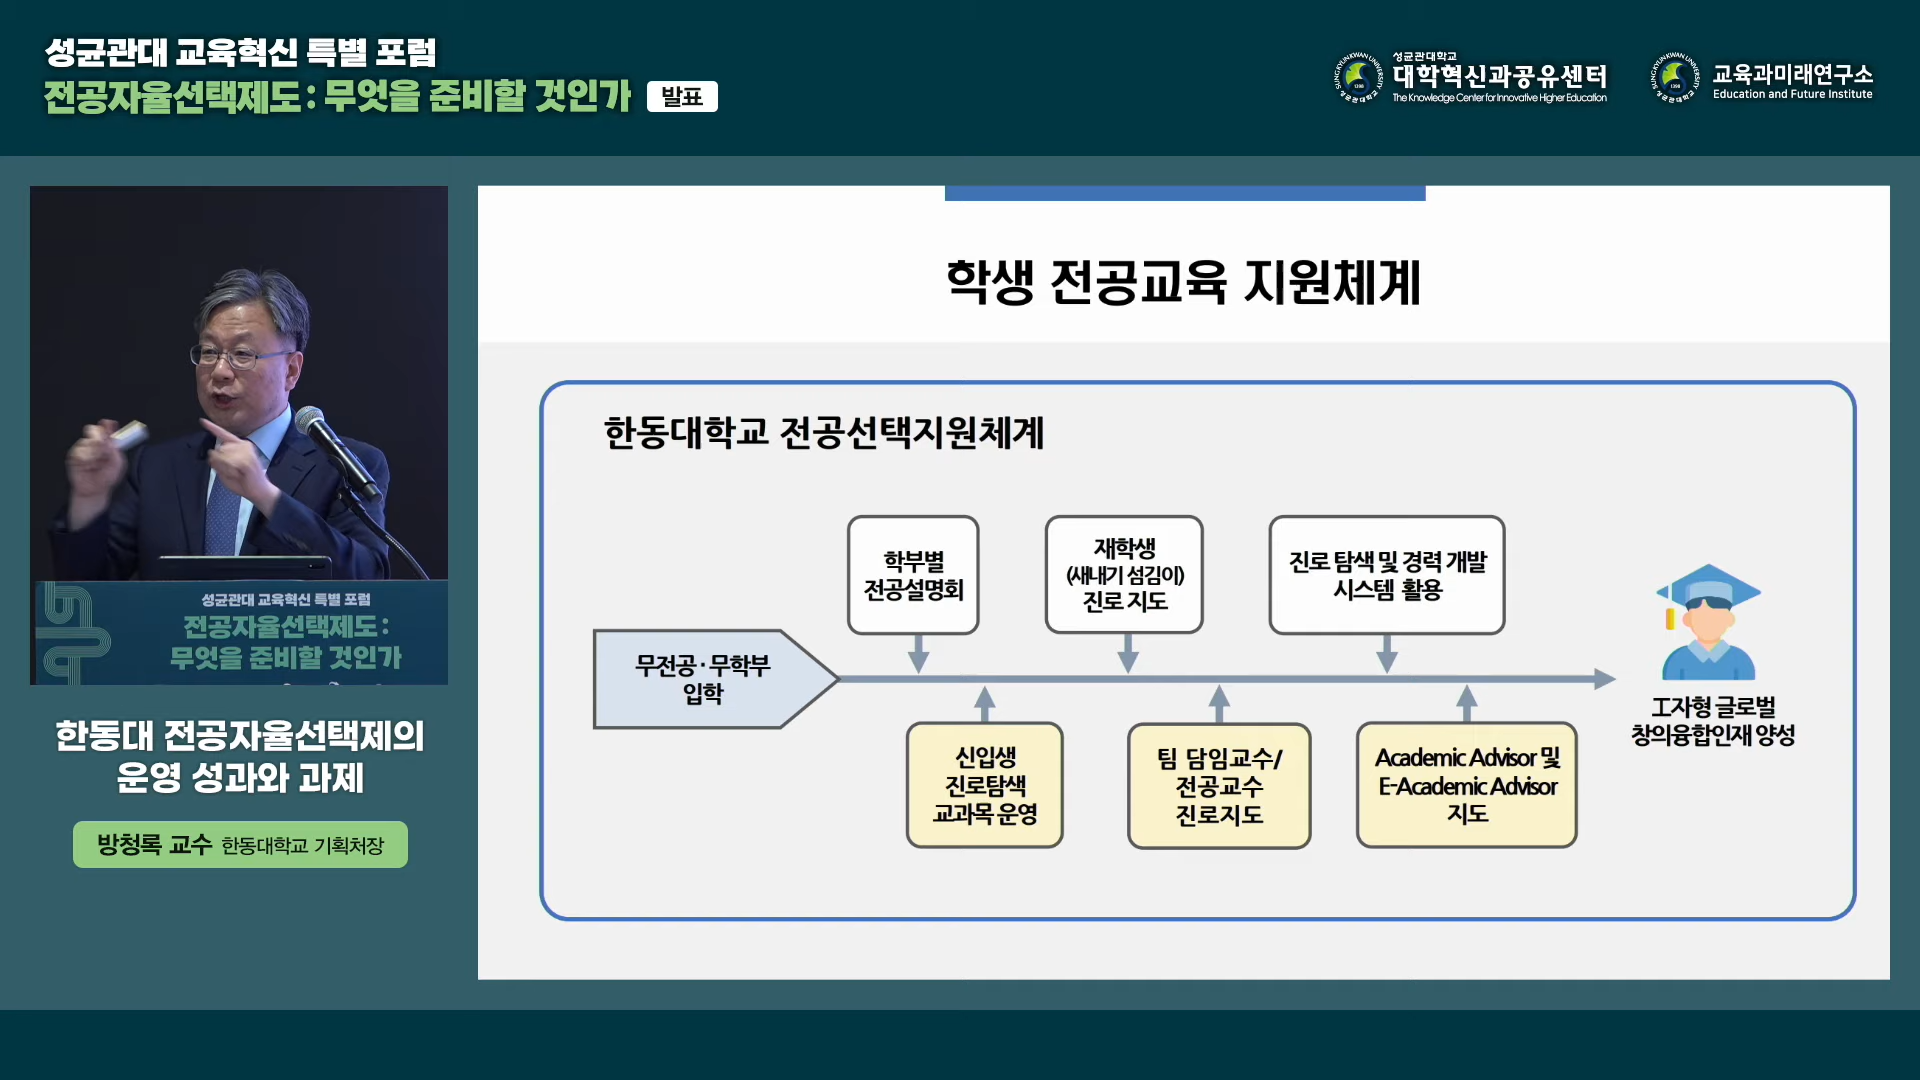 성균관대 교육혁신 특별 포럼
전공자율선택제도 : 무엇을 준비할 것인가 발표
성균관대학교
대학혁신과공유센터
The Knowledge Center for Innovative Higher Education
교육과미래연구소
Education and Future Institute
성균관대 교육혁신 특별 포럼
전공자율선택제도 :
무엇을 준비할 것인가
한동대 전공자율선택제의
운영 성과와 과제
방청록 교수 한동대학교 기획처장
학생 전공교육 지원체계
한동대학교 전공선택지원체계
학부별
전공설명회
재학생
(새내기 섬김이)
진로 지도
진로 탐색 및 경력 개발
시스템 활용
무전공 · 무학부
입학
신입생
진로탐색
교과목 운영
팀 담임교수/
전공교수
진로지도
Academic Advisor 및
E-Academic Advisor
지도
工자형 글로벌
창의융합인재 양성